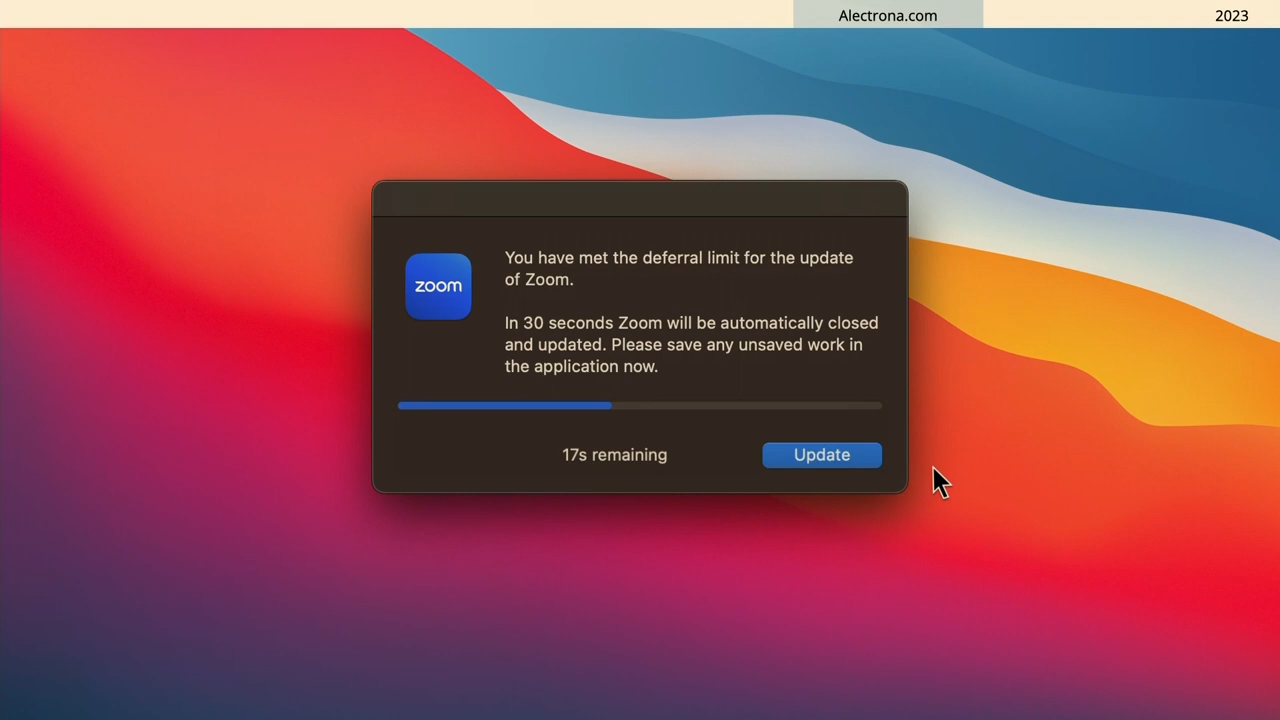 Alectrona.com
2023
You have met the deferral limit for the update
of Zoom.
zoom
In 30 seconds Zoom will be automatically closed
and updated. Please save any unsaved work in
the application now.
17s remaining
Update